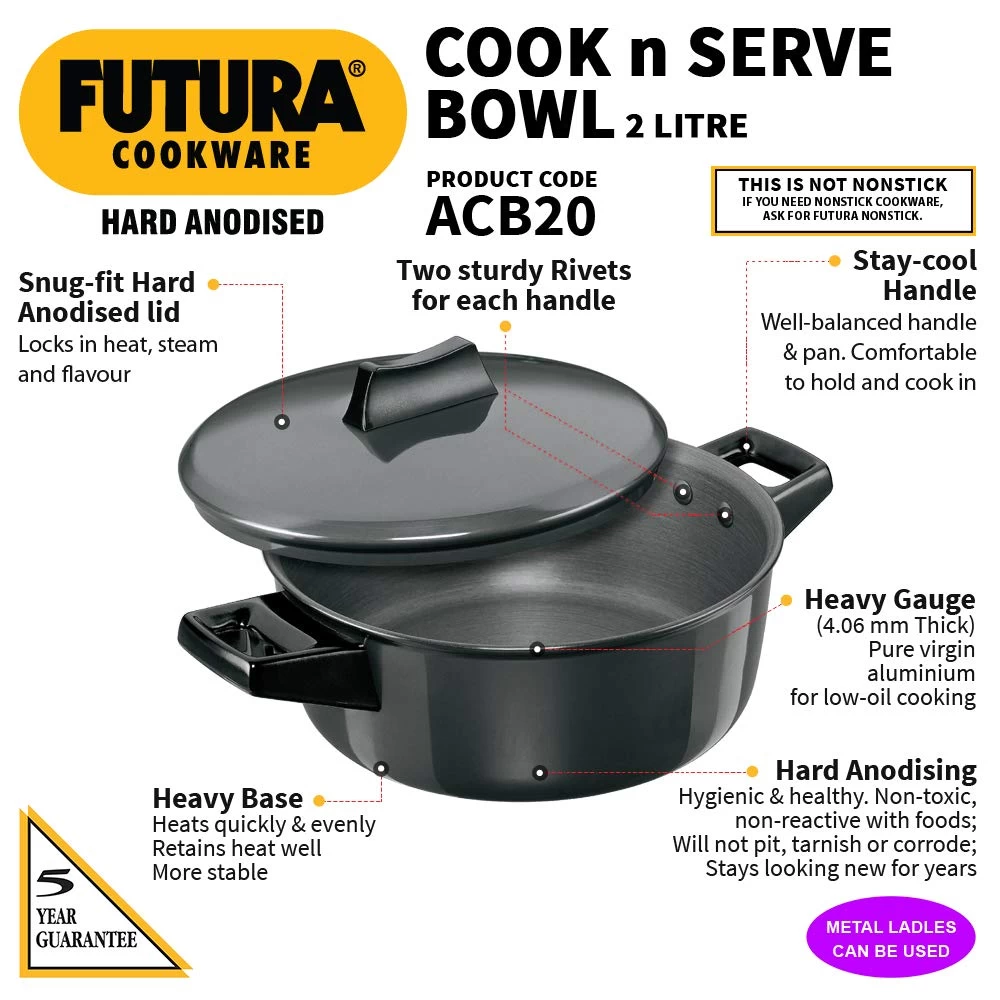 FUTURA®
COOKWARE
HARD ANODISED
COOK n SERVE
BOWL 2 LITRE
PRODUCT CODE
ACB20
THIS IS NOT NONSTICK
IF YOU NEED NONSTICK COOKWARE,
ASK FOR FUTURA NONSTICK.
Snug-fit Hard
Anodised lid
Locks in heat, steam
and flavour
Two sturdy Rivets
for each handle
Stay-cool
Handle
Well-balanced handle
& pan. Comfortable
to hold and cook in
Heavy Gauge
(4.06 mm Thick)
Pure virgin
aluminium
for low-oil cooking
Heavy Base
Heats quickly & evenly
Retains heat well
More stable
Hard Anodising
Hygienic & healthy. Non-toxic,
non-reactive with foods;
Will not pit, tarnish or corrode;
Stays looking new for years
5
YEAR
GUARANTEE
METAL LADLES
CAN BE USED